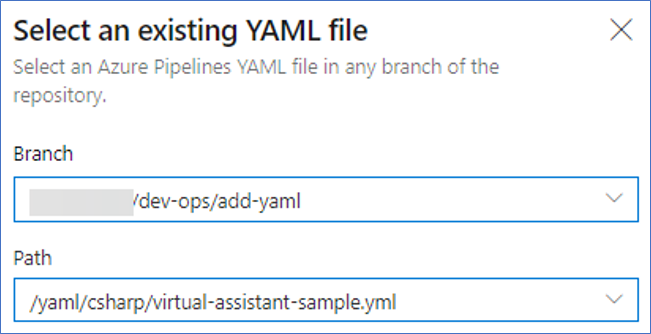 Select an existing YAML file
Select an Azure Pipelines YAML file in any branch of the
repository.
Branch
/dev-ops/add-yaml
Path
/yaml/csharp/virtual-assistant-sample.yml